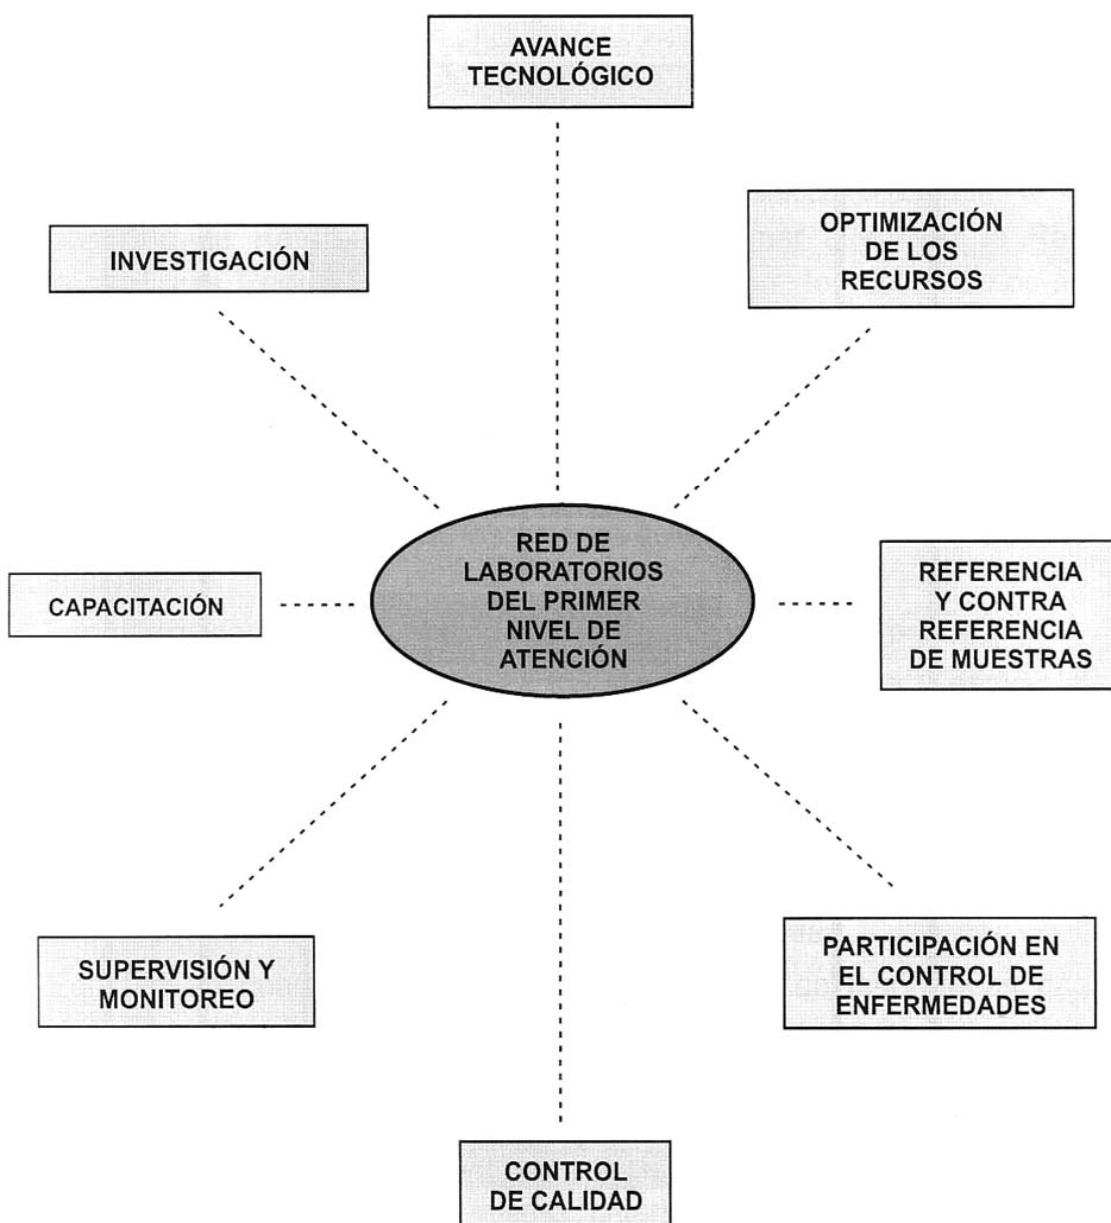 AVANCE
TECNOLÓGICO
INVESTIGACIÓN
OPTIMIZACIÓN
DE LOS
RECURSOS
RED DE
LABORATORIOS
DEL PRIMER
NIVEL DE
ATENCIÓN
CAPACITACIÓN
REFERENCIA
Y CONTRA
REFERENCIA
DE MUESTRAS
SUPERVISIÓN Y
MONITOREO
PARTICIPACIÓN EN
EL CONTROL DE
ENFERMEDADES
CONTROL
DE CALIDAD